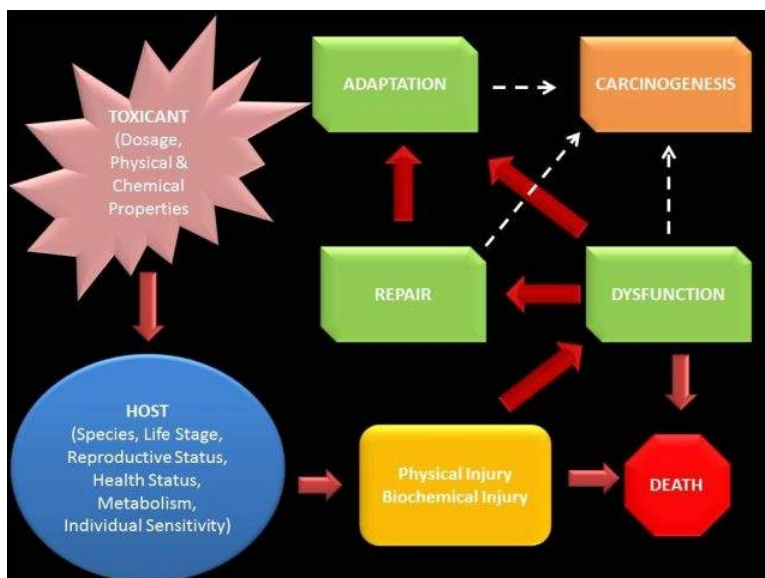 TOXICANT
(Dosage,
Physical &
Chemical
Properties
ADAPTATION
CARCINOGENESIS
REPAIR
DYSFUNCTION
HOST
(Species, Life Stage,
Reproductive Status,
Health Status,
Metabolism,
Individual Sensitivity)
Physical Injury
Biochemical Injury
DEATH